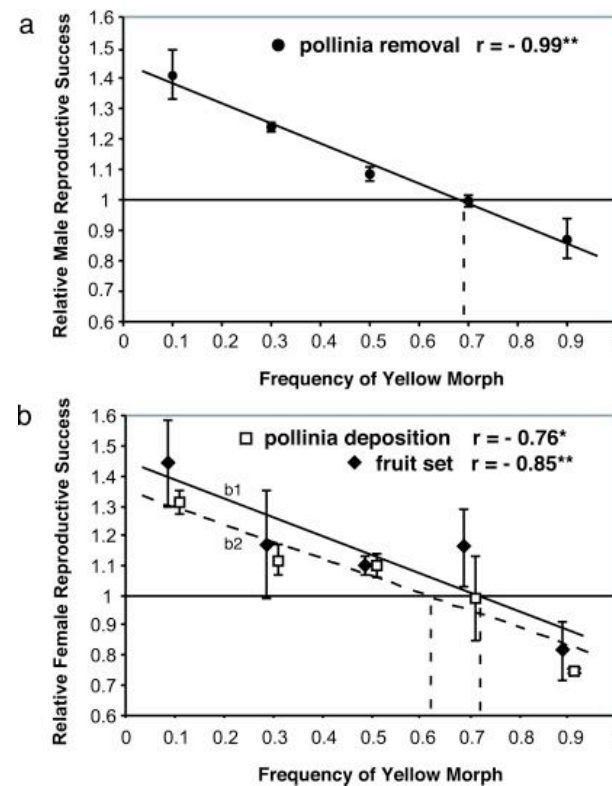 a
1.6
1.5
1.4
1.3
1.2
1.1
1
0.9
0.8
0.7
0.6
Relative Male Reproductive Success
pollinia removal r = - 0.99**
0 0.1 0.2 0.3 0.4 0.5 0.6 0.7 0.8 0.9
Frequency of Yellow Morph
b
1.6
1.5
1.4
1.3
1.2
1.1
1
0.9
0.8
0.7
0.6
Relative Female Reproductive Success
pollinia deposition r = - 0.76*
fruit set r = - 0.85**
b1
b2
0 0.1 0.2 0.3 0.4 0.5 0.6 0.7 0.8 0.9
Frequency of Yellow Morph